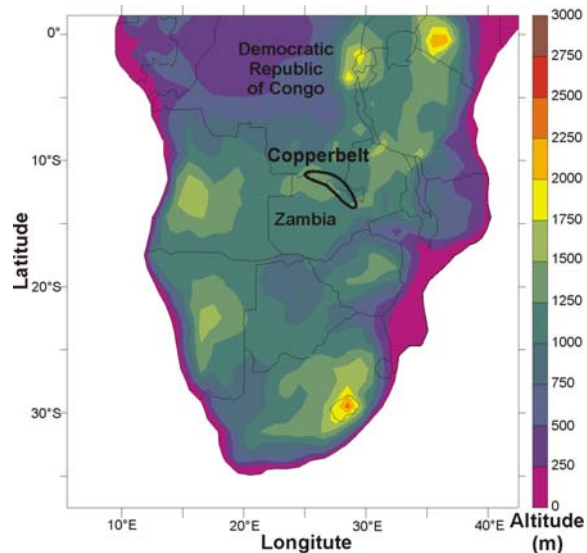 Democratic
Republic
of Congo
Copperbelt
Zambia
Latitude
0°
10°S
20°S
30°S
10°E
20°E
30°E
40°E
Longitute
3000
2750
2500
2250
2000
1750
1500
1250
1000
750
500
250
0
Altitude
(m)